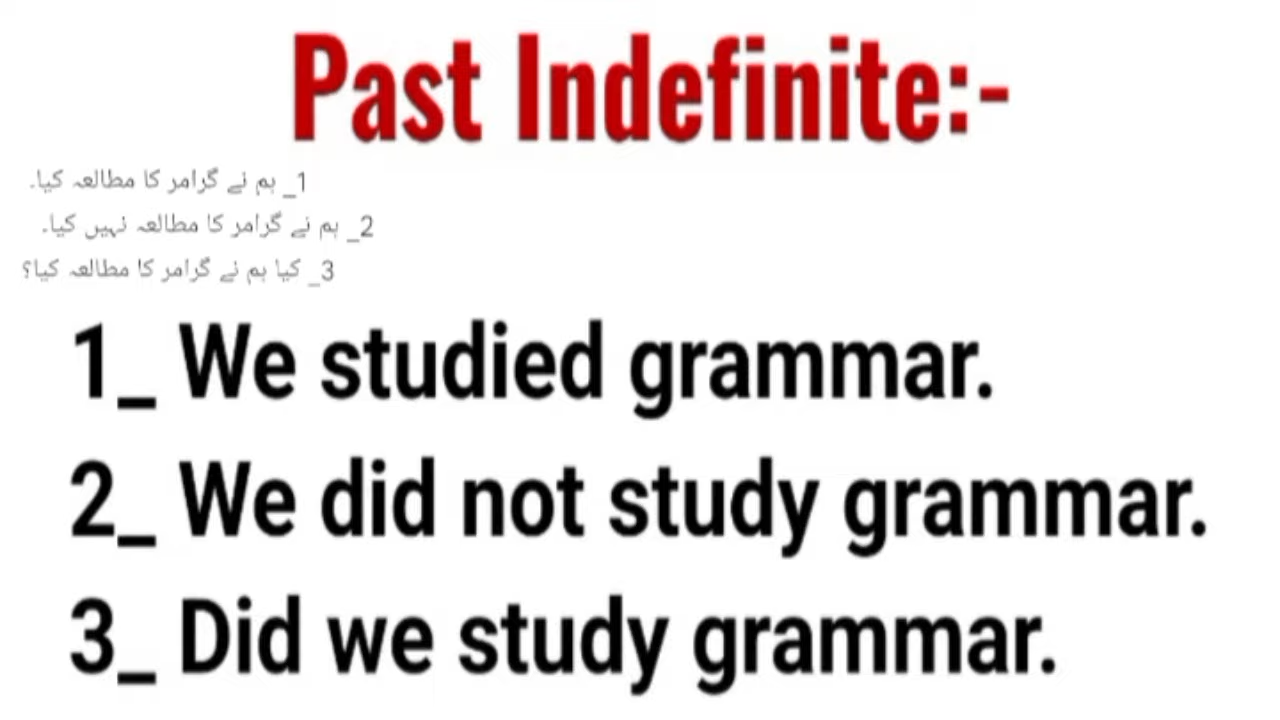 Past Indefinite:-
1_ ہم نے گرامر کا مطالعہ کیا۔
2_ ہم نے گرامر کا مطالعہ نہیں کیا۔
3_ کیا ہم نے گرامر کا مطالعہ کیا؟
1_ We studied grammar.
2_ We did not study grammar.
3_ Did we study grammar.